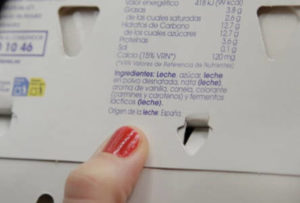 Valor energético 418 kJ (99 kcal)
Grasas 3.8 g
de las cuales saturadas 2.6 g
Hidratos de Carbono 12.7 g
de los cuales azúcares 12.7 g
Proteínas 3.6 g
Sal 0.1 g
Calcio (15% VRN*) 120 mg
*(VRN Valores de Referencia de Nutrientes)
10 46
Ingredientes: Leche, azúcar, leche
en polvo desnatada, nata (leche)
aroma de vainilla, canela, colorante
(carmines y carotenos) y fermentos
lácticos (leche).
Origen de la leche: España.